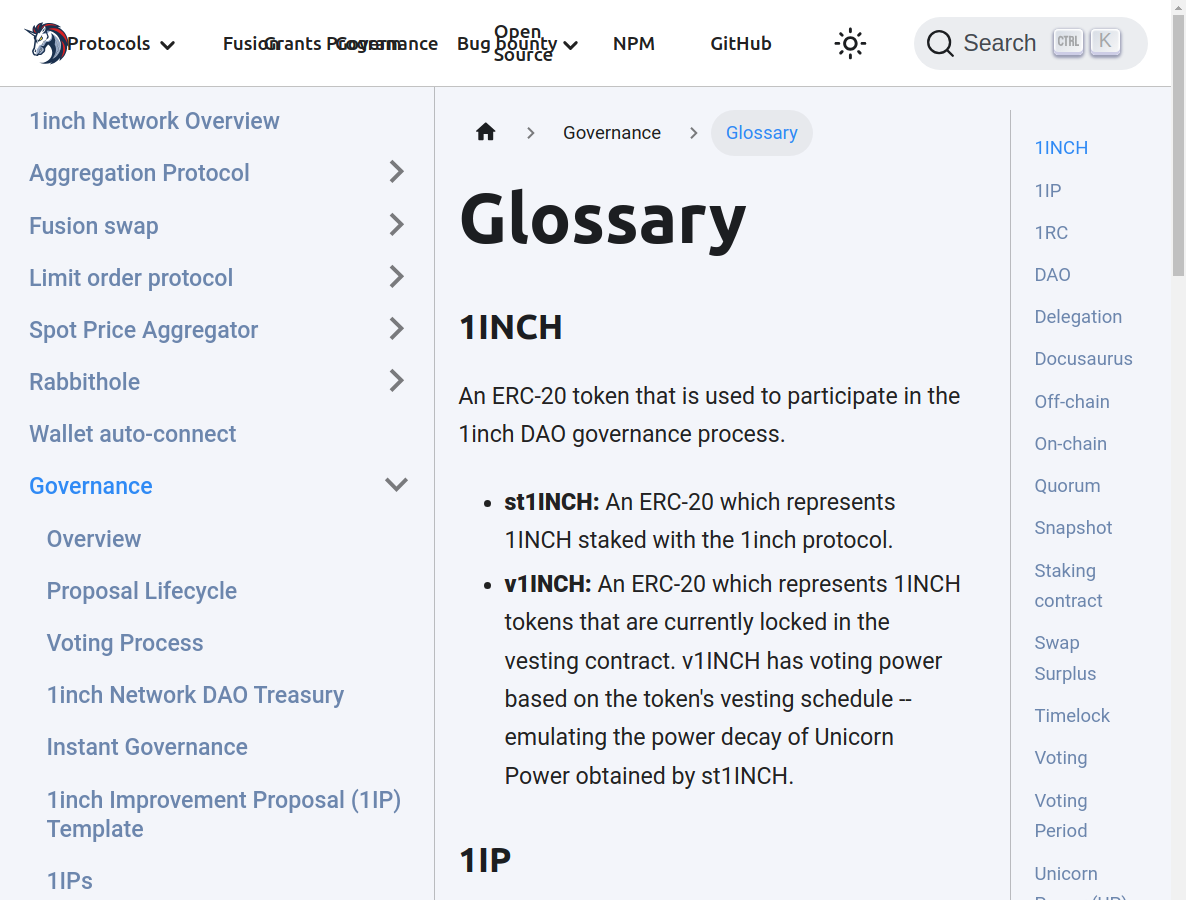 Protocols
Fusion
Grants Program
Governance
Bug bounty
Open
Source
NPM
GitHub
Search
CTRL
K
1inch Network Overview
Aggregation Protocol
Fusion swap
Limit order protocol
Spot Price Aggregator
Rabbithole
Wallet auto-connect
Governance
Overview
Proposal Lifecycle
Voting Process
1inch Network DAO Treasury
Instant Governance
1inch Improvement Proposal (1IP)
Template
1IPs
Governance
Glossary
Glossary
1INCH
An ERC-20 token that is used to participate in the
1inch DAO governance process.
st1INCH: An ERC-20 which represents
1INCH staked with the 1inch protocol.
v1INCH: An ERC-20 which represents 1INCH
tokens that are currently locked in the
vesting contract. v1INCH has voting power
based on the token's vesting schedule --
emulating the power decay of Unicorn
Power obtained by st1INCH.
1IP
1INCH
1IP
1RC
DAO
Delegation
Docusaurus
Off-chain
On-chain
Quorum
Snapshot
Staking
contract
Swap
Surplus
Timelock
Voting
Voting
Period
Unicorn
Power (UP)